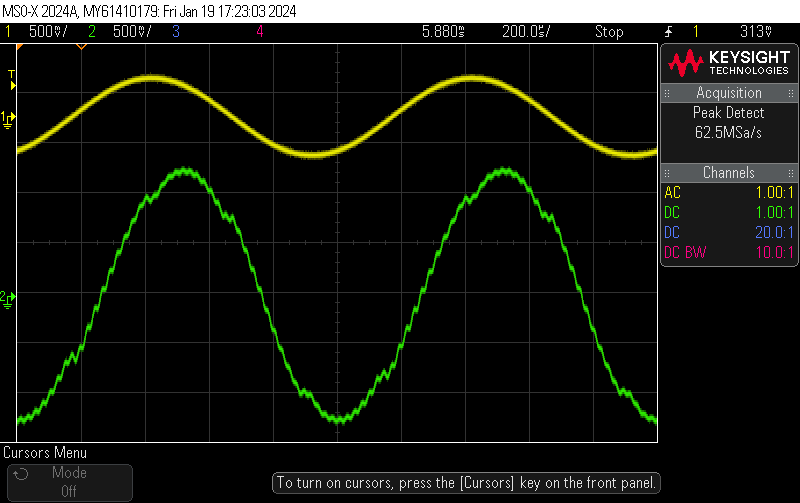 MSO-X 2024A, MY61410179: Fri Jan 19 17:23:03 2024
1 500mV/ 2 500mV/ 3 4 5.880ms 200.0ms/ Stop 1 313mV
KEYSIGHT
TECHNOLOGIES
Acquisition
Peak Detect
62.5MSa/s
Channels
AC 1.00:1
DC 1.00:1
DC 20.0:1
DC BW 10.0:1
T
1
2
Cursors Menu
Mode
Off
To turn on cursors, press the [Cursors] key on the front panel.